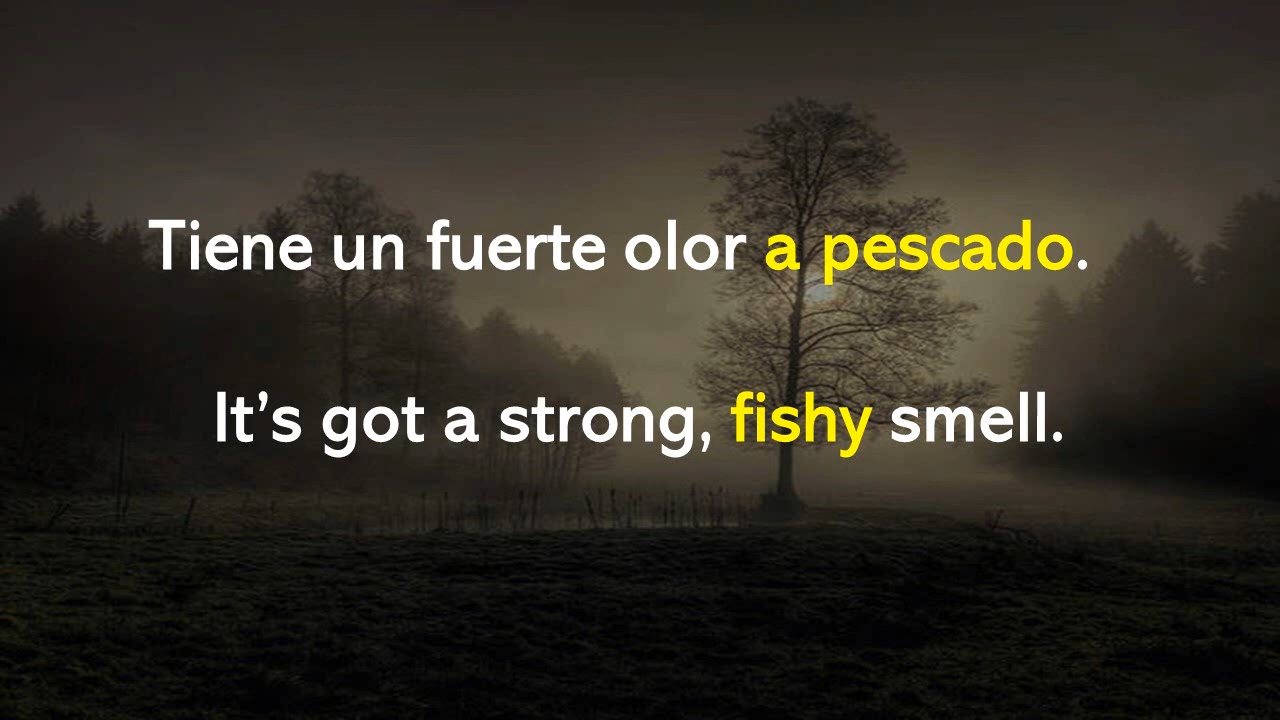 Tiene un fuerte olor a pescado.
It’s got a strong, fishy smell.